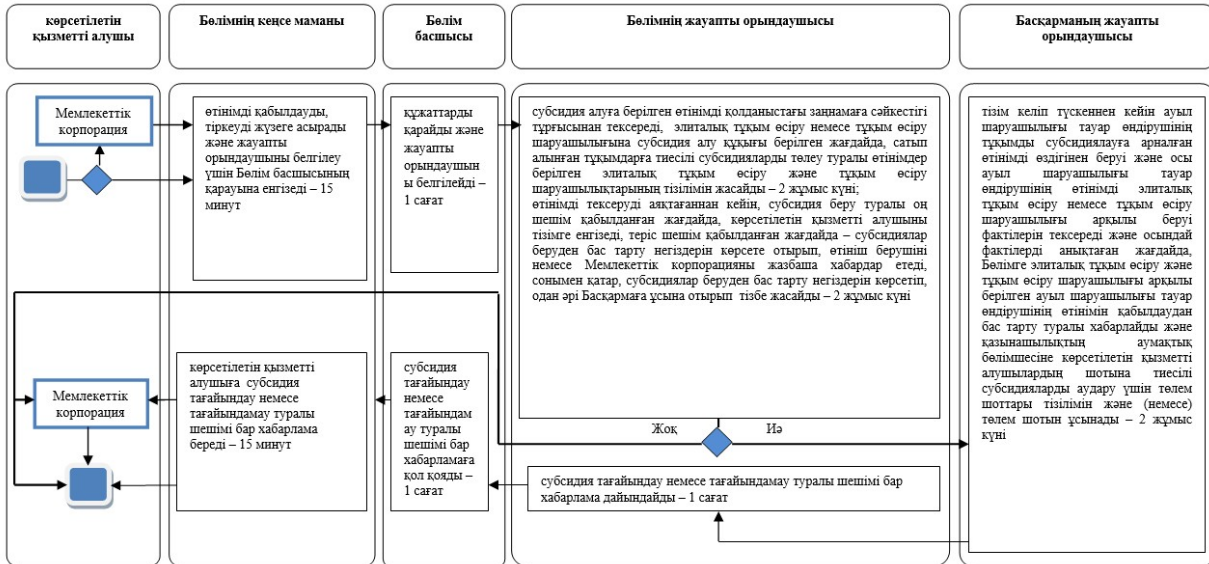 көрсетілетін
қызметті алушы
Бөлімнің кеңсе маманы
Бөлім
басшысы
Бөлімнің жауапты орындаушысы
Басқарманың жауапты
орындаушысы
Мемлекеттік
корпорация
өтінімді қабылдауды,
тіркеуді жүзеге асырады
және жауапты
орындаушыны белгілеу
үшін Бөлім басшысының
қарауына енгізеді – 15
минут
құжаттарды
қарайды және
жауапты
орындаушын
ы белгілейді –
1 сағат
субсидия алуға берілген өтінімді қолданыстағы заңнамаға сәйкестігі
тұрғысынан тексереді, элиталық тұқым өсіру немесе тұқым өсіру
шаруашылығына субсидия алу құқығы берілген жағдайда, сатып
алынған тұқымдарға тиесілі субсидияларды төлеу туралы өтінімдер
берілген элиталық тұқым өсіру және тұқым өсіру
шаруашылықтарының тізілімін жасайды – 2 жұмыс күні;
өтінімді тексеруді аяқтағаннан кейін, субсидия беру туралы оң
шешім қабылданған жағдайда, көрсетілетін қызметті алушыны
тізімге енгізеді, теріс шешім қабылданған жағдайда – субсидиялар
беруден бас тарту негіздерін көрсете отырып, өтініш берушіні
немесе Мемлекеттік корпорацияны жазбаша хабардар етеді,
сонымен қатар, субсидиялар беруден бас тарту негіздерін көрсетіп,
одан әрі Басқармаға ұсына отырып тізбе жасайды – 2 жұмыс күні
тізім келіп түскеннен кейін ауыл
шаруашылығы тауар өндірушінің
тұқымды субсидиялауға арналған
өтінімді өздігінен беруі және осы
ауыл шаруашылығы тауар
өндірушінің өтінімді элиталық
тұқым өсіру немесе тұқым өсіру
шаруашылығы арқылы беруі
фактілерін тексереді және осындай
фактілерді анықтаған жағдайда,
Бөлімге элиталық тұқым өсіру және
тұқым өсіру шаруашылығы арқылы
берілген ауыл шаруашылығы тауар
өндірушінің өтінімін қабылдаудан
бас тарту туралы хабарлайды және
қазынашылықтың аумақтық
бөлімшесіне көрсетілетін қызметті
алушылардың шотына тиесілі
субсидияларды аудару үшін төлем
шоттары тізілімін және (немесе)
төлем шотын ұсынады – 2 жұмыс
күні
Мемлекеттік
корпорация
көрсетілетін қызметті
алушыға субсидия
тағайындау немесе
тағайындамау туралы
шешімі бар хабарлама
береді – 15 минут
субсидия
тағайындау
немесе
тағайындам
ау туралы
шешімі бар
хабарламаға
қол қояды –
1 сағат
Жоқ
Иә
субсидия тағайындау немесе тағайындамау туралы шешімі бар
хабарлама дайындайды – 1 сағат